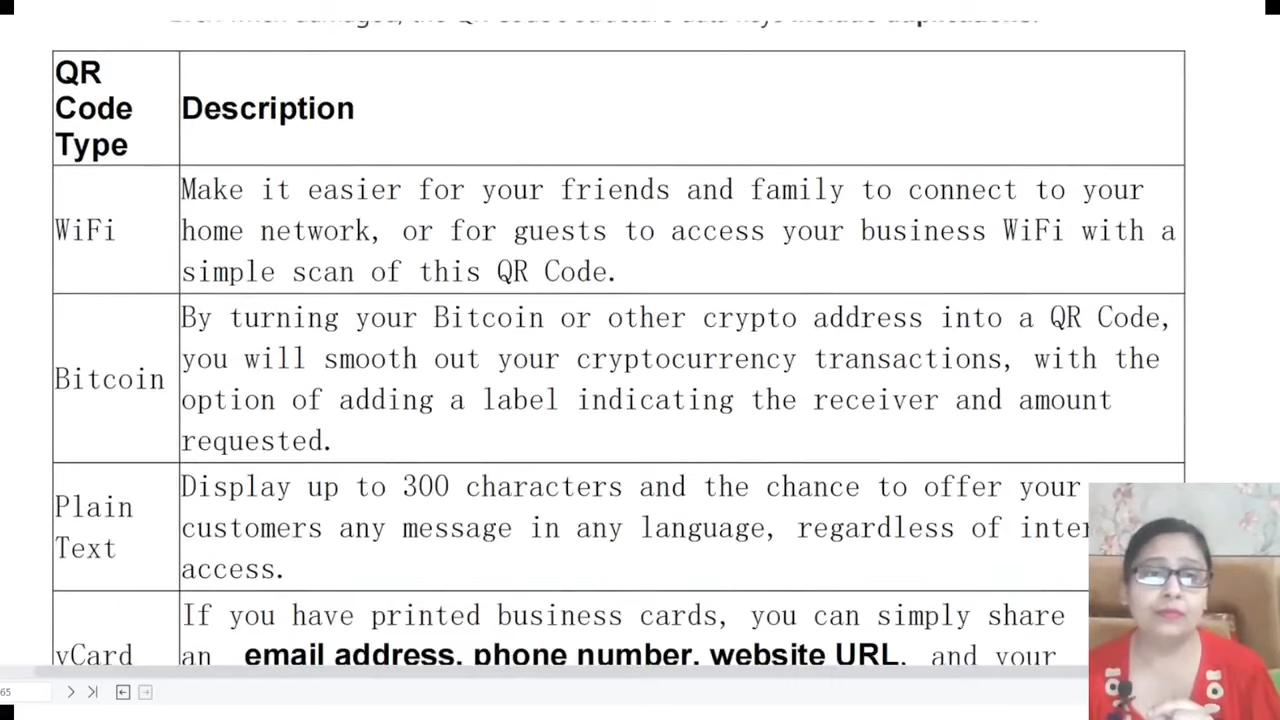 QR
Code
Type
Description
WiFi
Make it easier for your friends and family to connect to your
home network, or for guests to access your business WiFi with a
simple scan of this QR Code.
Bitcoin
By turning your Bitcoin or other crypto address into a QR Code,
you will smooth out your cryptocurrency transactions, with the
option of adding a label indicating the receiver and amount
requested.
Plain
Text
Display up to 300 characters and the chance to offer your
customers any message in any language, regardless of inter
access.
vCard
If you have printed business cards, you can simply share
an email address, phone number, website URL, and your
65